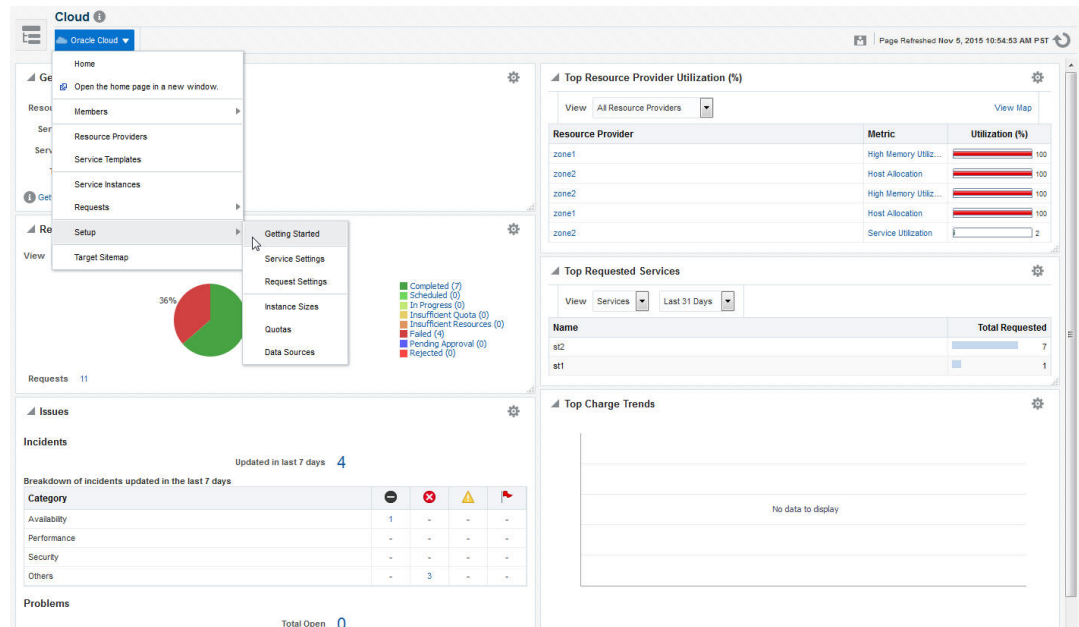 Cloud
Oracle Cloud
Page Refreshed Nov 5, 2015 10:54:53 AM PST
Home
Open the home page in a new window.
Members
Resource Providers
Service Templates
Service Instances
Requests
Setup
Target Sitemap
Getting Started
Service Settings
Request Settings
Instance Sizes
Quotas
Data Sources
Ge
Resou
Ser
Serv
Get
Re
View
36%
Completed (7)
Scheduled (0)
In Progress (0)
Insufficient Quota (0)
Insufficient Resources (0)
Failed (4)
Pending Approval (0)
Rejected (0)
Requests 11
Issues
Incidents
Updated in last 7 days 4
Breakdown of incidents updated in the last 7 days
Category
Availability 1 - - -
Performance - - - -
Security - - - -
Others - 3 - -
Problems
Total Open 0
Top Resource Provider Utilization (%)
View All Resource Providers View Map
Resource Provider Metric Utilization (%)
zone1 High Memory Utiliz... 100
zone2 Host Allocation 100
zone2 High Memory Utiliz... 100
zone1 Host Allocation 100
zone2 Service Utilization 2
Top Requested Services
View Services Last 31 Days
Name Total Requested
st2 7
st1 1
Top Charge Trends
No data to display